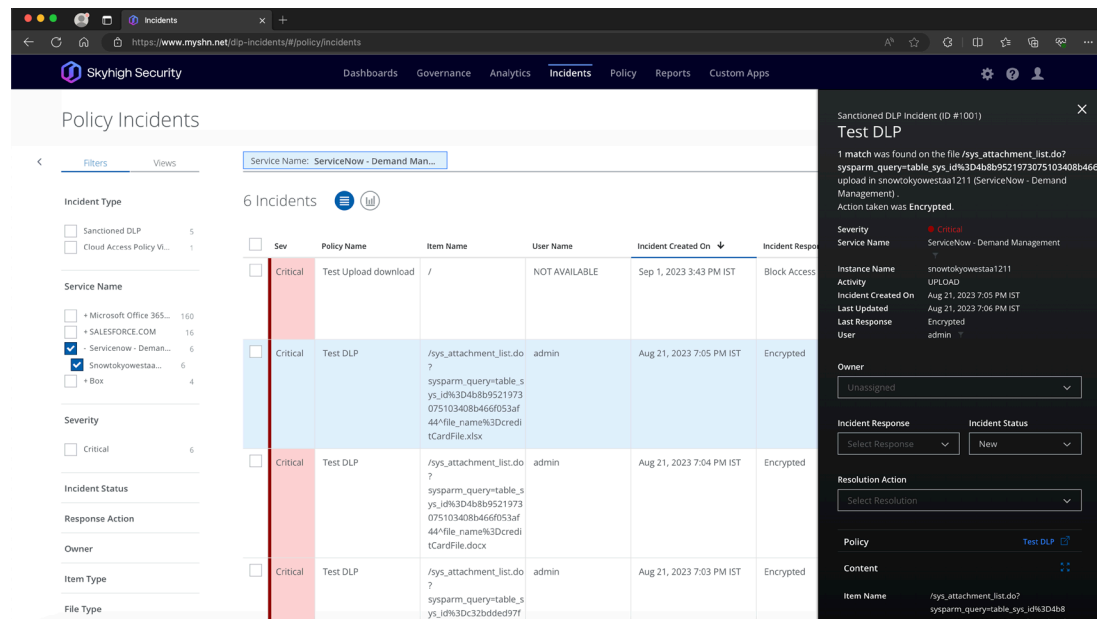 Incidents
https://www.myshn.net/dlp-incidents/#/policy/incidents
Skyhigh Security
Dashboards Governance Analytics Incidents Policy Reports Custom Apps
Policy Incidents
Filters Views
Incident Type
Sanctioned DLP 5
Cloud Access Policy Vi... 1
Service Name
+ Microsoft Office 365... 160
+ SALESFORCE.COM 16
- Servicenow - Deman... 6
Snowtokyowestaa... 6
+ Box 4
Severity
Critical 6
Incident Status
Response Action
Owner
Item Type
File Type
Service Name: ServiceNow - Demand Man...
6 Incidents
Sev Policy Name Item Name User Name Incident Created On Incident Respo
Critical Test Upload download / NOT AVAILABLE Sep 1, 2023 3:43 PM IST Block Access
Critical Test DLP /sys_attachment_list.do admin Aug 21, 2023 7:05 PM IST Encrypted
?
sysparm_query=table_s
ys_id%3D4b8b9521973
075103408b466f053af
44^file_name%3Dcredi
tCardFile.xlsx
Critical Test DLP /sys_attachment_list.do admin Aug 21, 2023 7:04 PM IST Encrypted
?
sysparm_query=table_s
ys_id%3D4b8b9521973
075103408b466f053af
44^file_name%3Dcredi
tCardFile.docx
Critical Test DLP /sys_attachment_list.do admin Aug 21, 2023 7:03 PM IST Encrypted
?
sysparm_query=table_s
ys_id%3Dc32bdded97f
Sanctioned DLP Incident (ID #1001)
Test DLP
1 match was found on the file /sys_attachment_list.do?
sysparm_query=table_sys_id%3D4b8b9521973075103408b466
upload in snowtokyowestaa1211 (ServiceNow - Demand
Management) .
Action taken was Encrypted.
Severity Critical
Service Name ServiceNow - Demand Management
Instance Name snowtokyowestaa1211
Activity UPLOAD
Incident Created On Aug 21, 2023 7:05 PM IST
Last Updated Aug 21, 2023 7:06 PM IST
Last Response Encrypted
User admin
Owner
Unassigned
Incident Response Incident Status
Select Response New
Resolution Action
Select Resolution
Policy Test DLP
Content
Item Name /sys_attachment_list.do?
sysparm_query=table_sys_id%3D4b8